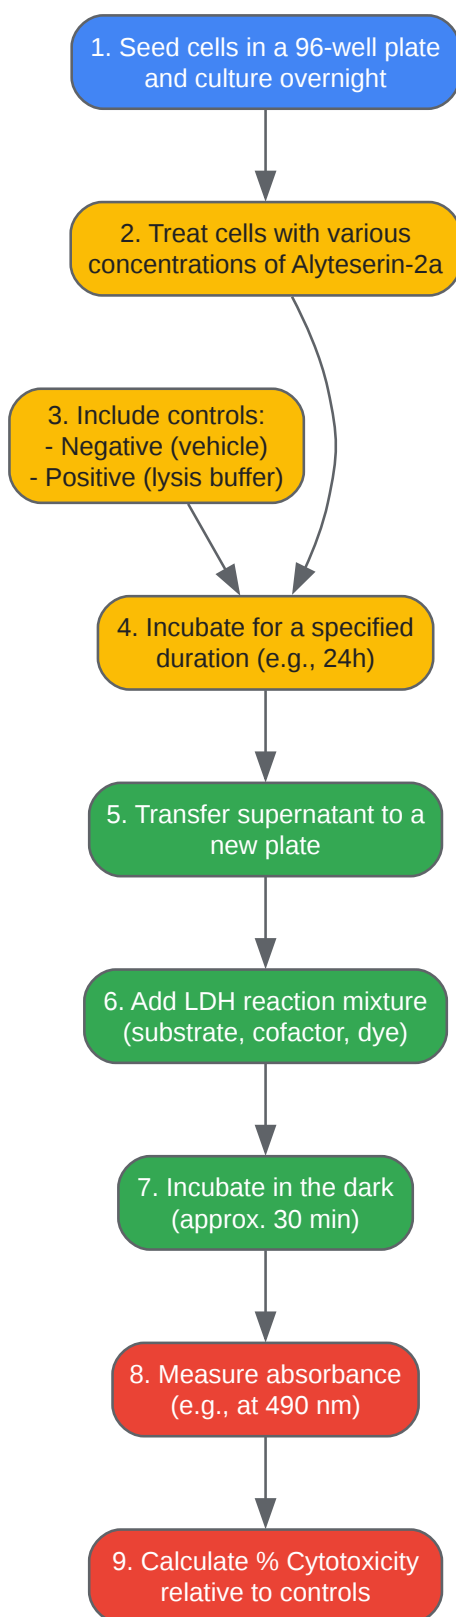 1. Seed cells in a 96-well plate
and culture overnight
2. Treat cells with various
concentrations of Alyteserin-2a
3. Include controls:
- Negative (vehicle)
- Positive (lysis buffer)
4. Incubate for a specified
duration (e.g., 24h)
5. Transfer supernatant to a
new plate
6. Add LDH reaction mixture
(substrate, cofactor, dye)
7. Incubate in the dark
(approx. 30 min)
8. Measure absorbance
(e.g., at 490 nm)
9. Calculate % Cytotoxicity
relative to controls